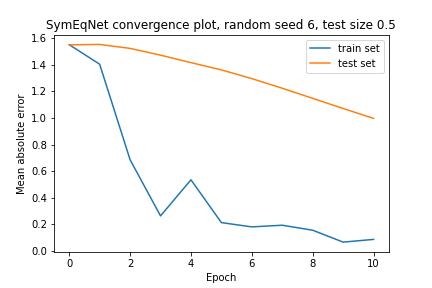 SymEqNet convergence plot, random seed 6, test size 0.5
train set
test set
1.6
1.4
1.2
1.0
0.8
0.6
0.4
0.2
0.0
Mean absolute error
0 2 4 6 8 10
Epoch